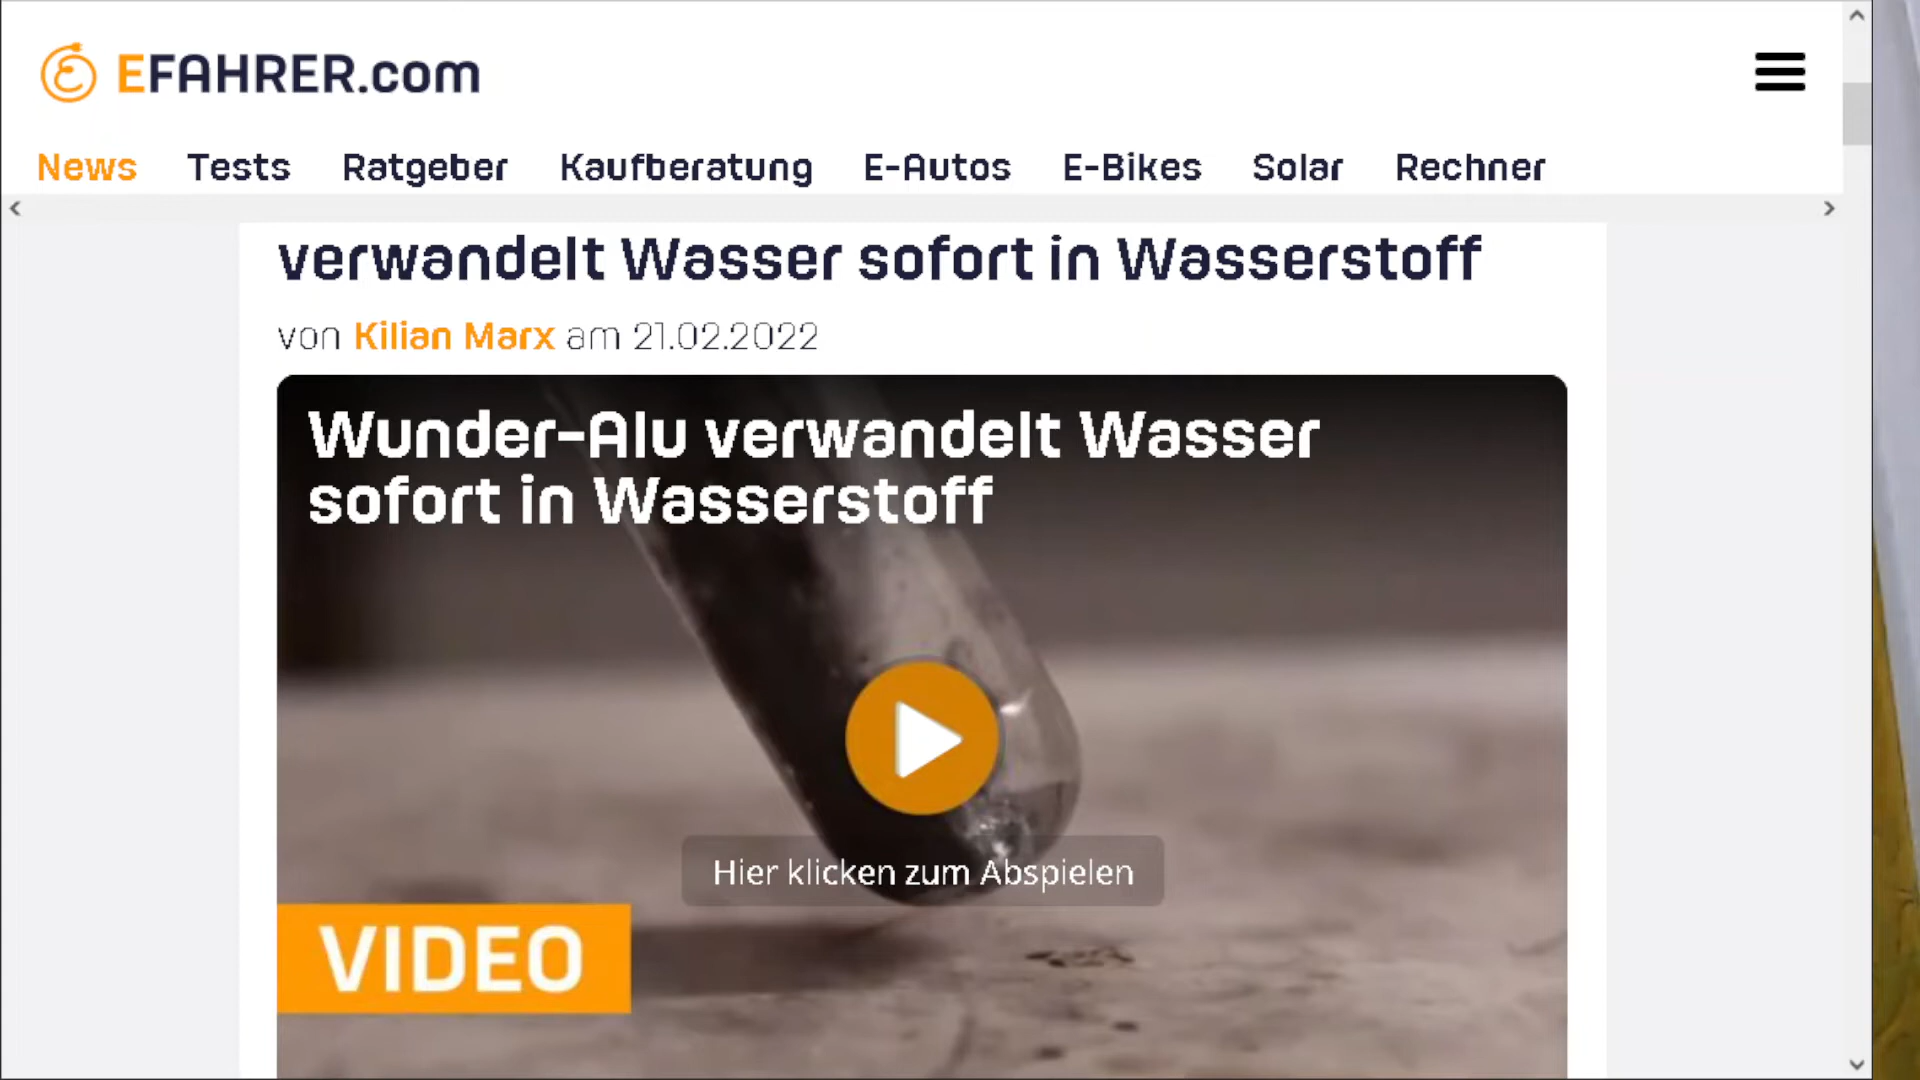 EFAHRER.com
News Tests Ratgeber Kaufberatung E-Autos E-Bikes Solar Rechner
verwandelt Wasser sofort in Wasserstoff
von Kilian Marx am 21.02.2022
Wunder-Alu verwandelt Wasser
sofort in Wasserstoff
Hier klicken zum Abspielen
VIDEO